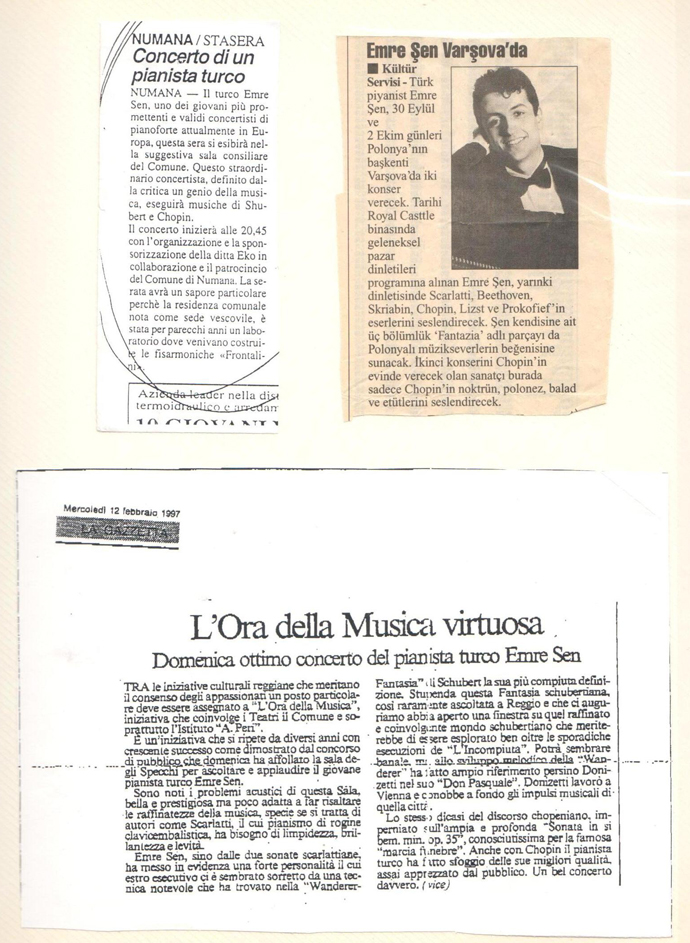 NUMANA / STASERA
Concerto di un
pianista turco
NUMANA — Il turco Emre
Sen, uno dei giovani più pro-
mettenti e validi concertisti di
pianoforte attualmente in Eu-
ropa, questa sera si esibirà nel-
la suggestiva sala consiliare
del Comune. Questo straordi-
nario concertista, definito dal-
la critica un genio della musi-
ca, eseguirà musiche di Shu-
bert e Chopin.
Il concerto inizierà alle 20,45
con l'organizzazione e la spon-
sorizzazione della ditta Eko in
collaborazione e il patrocincio
del Comune di Numana. La se-
rata avrà un sapore particolare
perchè la residenza comunale
nota come sede vescovile, è
stata per parecchi anni un labo-
ratorio dove venivano costrui-
te le fisarmoniche «Frontali-
ni».
Azienda leader nella dist
termoidraulico e arredam
10 GIOVANI
Emre Şen Varşova'da
■ Kültür
Servisi - Türk
piyanist Emre
Şen, 30 Eylül
ve
2 Ekim günleri
Polonya'nın
başkenti
Varşova'da iki
konser
verecek. Tarihi
Royal Casttle
binasında
geleneksel
pazar
dinletileri
programına alınan Emre Şen, yarınki
dinletisinde Scarlatti, Beethoven,
Skriabin, Chopin, Lizst ve Prokofief'in
eserlerini seslendirecek. Şen kendisine ait
üç bölümlük 'Fantazia' adlı parçayı da
Polonyalı müzikseverlerin beğenisine
sunacak. İkinci konserini Chopin'in
evinde verecek olan sanatçı burada
sadece Chopin'in noktrün, polonez, balad
ve etütlerini seslendirecek.
Mercoledì 12 febbraio 1997
LA GAZZETTA
L'Ora della Musica virtuosa
Domenica ottimo concerto del pianista turco Emre Sen
TRA le iniziative culturali reggiane che meritano
il consenso degli appassionati un posto particola-
re deve essere assegnato a "L'Ora della Musica",
iniziativa che coinvolge i Teatri il Comune e so-
prattutto l'Istituto "A. Peri".
È un'iniziativa che si ripete da diversi anni con
crescente successo come dimostrato dal concorso
di pubblico che domenica ha affollato la sala de-
gli Specchi per ascoltare e applaudire il giovane
pianista turco Emre Sen.
Sono noti i problemi acustici di questa Sala,
bella e prestigiosa ma poco adatta a far risaltare
le raffinatezze della musica, specie se si tratta di
autori come Scarlatti, il cui pianismo di rogine
clavicembalistica, ha bisogno di limpidezza, bril-
lantezza e levità.
Emre Sen, sino dalle due sonate scarlattiane,
ha messo in evidenza una forte personalità il cui
estro esecutivo ci è sembrato sorretto da una tec-
nica notevole che ha trovato nella "Wanderer-
Fantasia" di Schubert la sua più compiuta defini-
zione. Stupenda questa Fantasia schubertiana,
così raramente ascoltata a Reggio e che ci augu-
riamo abbia aperto una finestra su quel raffinato
e coinvolgente mondo schubertiano che merite-
rebbe di essere esplorato ben oltre le sporadiche
esecuzioni de "L'Incompiuta". Potrà sembrare
banale, ma allo sviluppo melodico della "Wan-
derer" ha fatto ampio riferimento persino Doni-
zetti nel suo "Don Pasquale". Donizetti lavorò a
Vienna e conobbe a fondo gli impulsi musicali di
quella città.
Lo stesso dicasi del discorso chopeniano, im-
perniato sull'ampia e profonda "Sonata in si
bem. min. op. 35", conosciutissima per la famosa
"marcia funebre". Anche con Chopin il pianista
turco ha fatto sfoggio delle sue migliori qualità,
assai apprezzato dal pubblico. Un bel concerto
davvero. (vice)